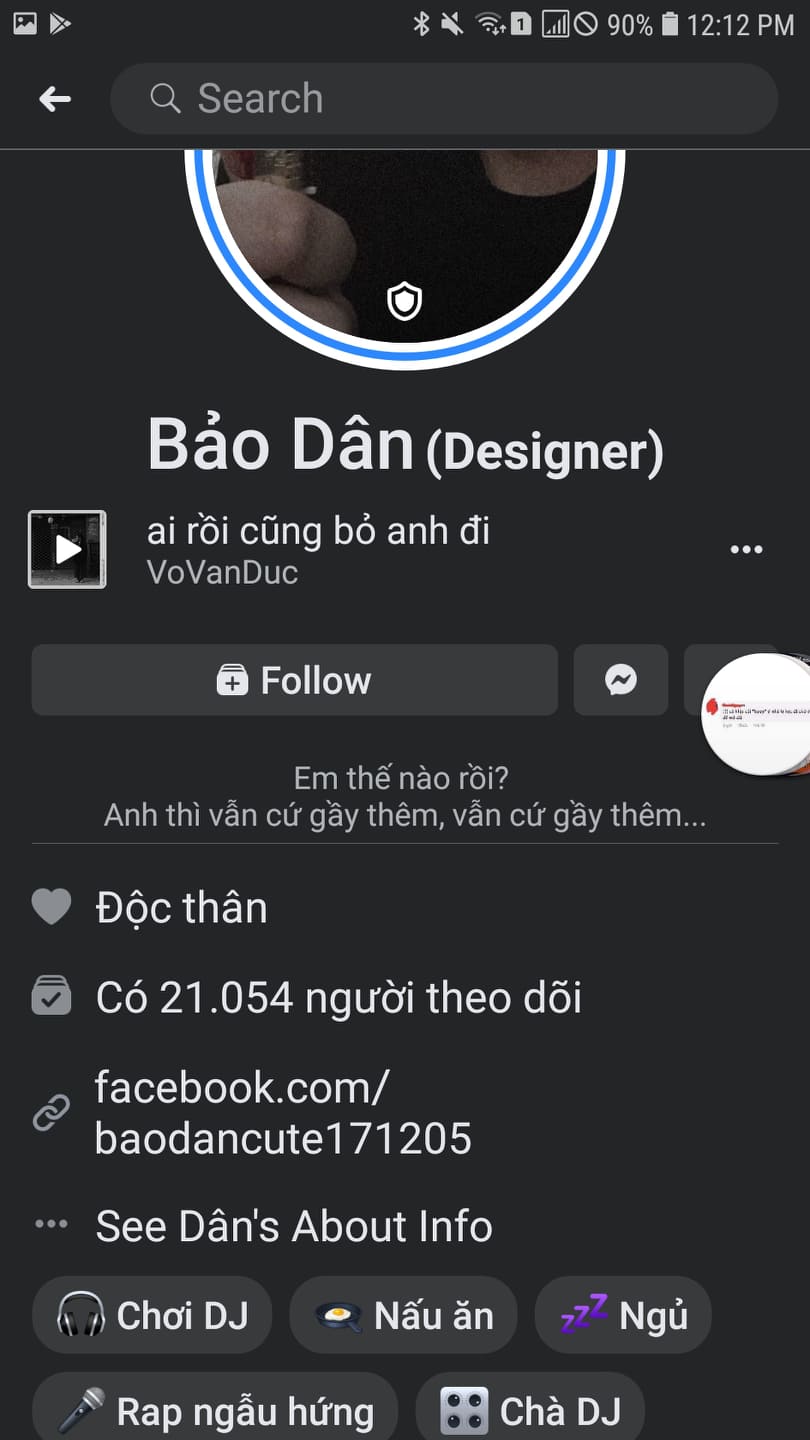 90% 12:12 PM
Search
Bảo Dân (Designer)
ai rồi cũng bỏ anh đi
VoVanDuc
Follow
Em thế nào rồi?
Anh thì vẫn cứ gầy thêm, vẫn cứ gầy thêm...
Độc thân
Có 21.054 người theo dõi
facebook.com/
baodancute171205
See Dân's About Info
Chơi DJ
Nấu ăn
Ngủ
Rap ngẫu hứng
Chà DJ